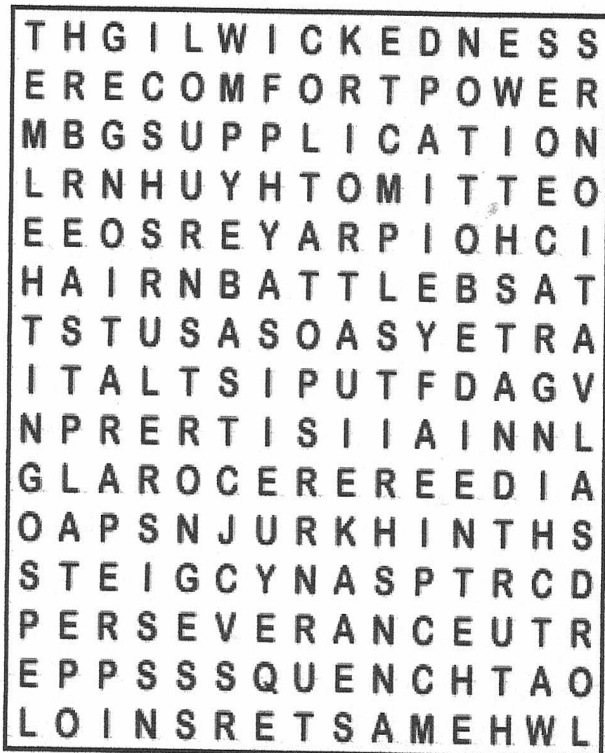 T H G I L W I C K E D N E S S
E R E C O M F O R T P O W E R
M B G S U P P L I C A T I O N
L R N H U Y H T O M I T T E O
E E O S R E Y A R P I O H C I
H A I R N B A T T L E B S A T
T S T U S A S O A S Y E T R A
I T A L T S I P U T F D A G V
N P R E R T I S I I A I N N L
G L A R O C E R E R E E D I A
O A P S N J U R K H I N T H S
S T E I G C Y N A S P T R C D
P E R S E V E R A N C E U T R
E P P S S S Q U E N C H T A O
L O I N S R E T S A M E H W L